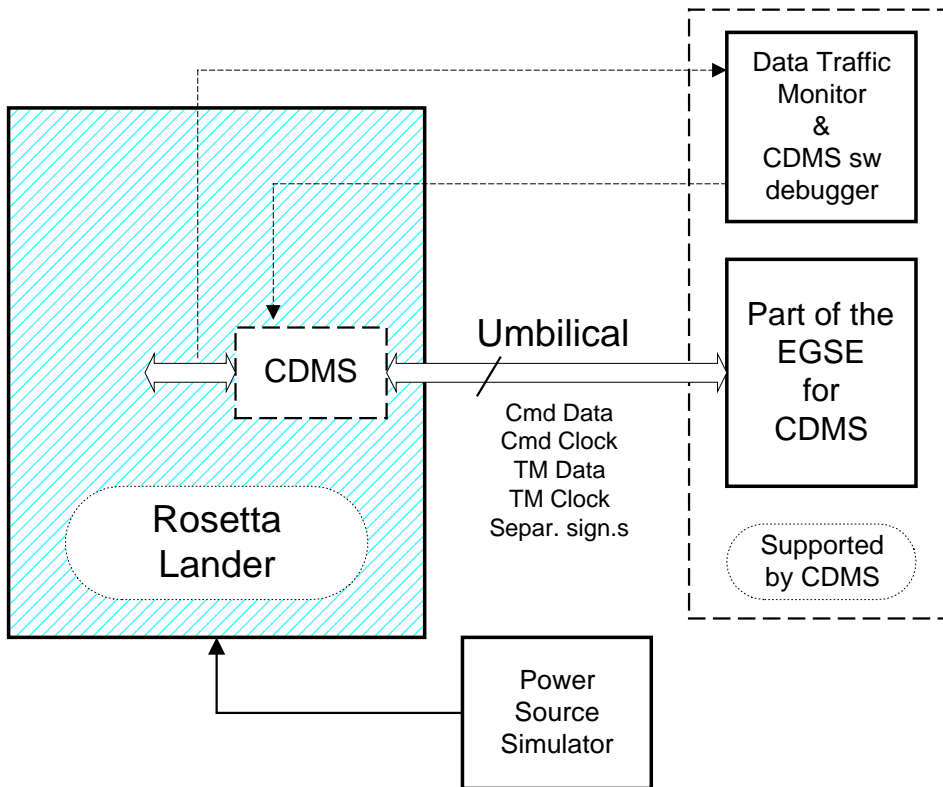 Data Traffic
Monitor
&
CDMS sw
debugger
Umbilical
CDMS
Part of the
EGSE
for
CDMS
Cmd Data
Cmd Clock
TM Data
TM Clock
Separ. sign.s
Rosetta
Lander
Supported
by CDMS
Power
Source
Simulator